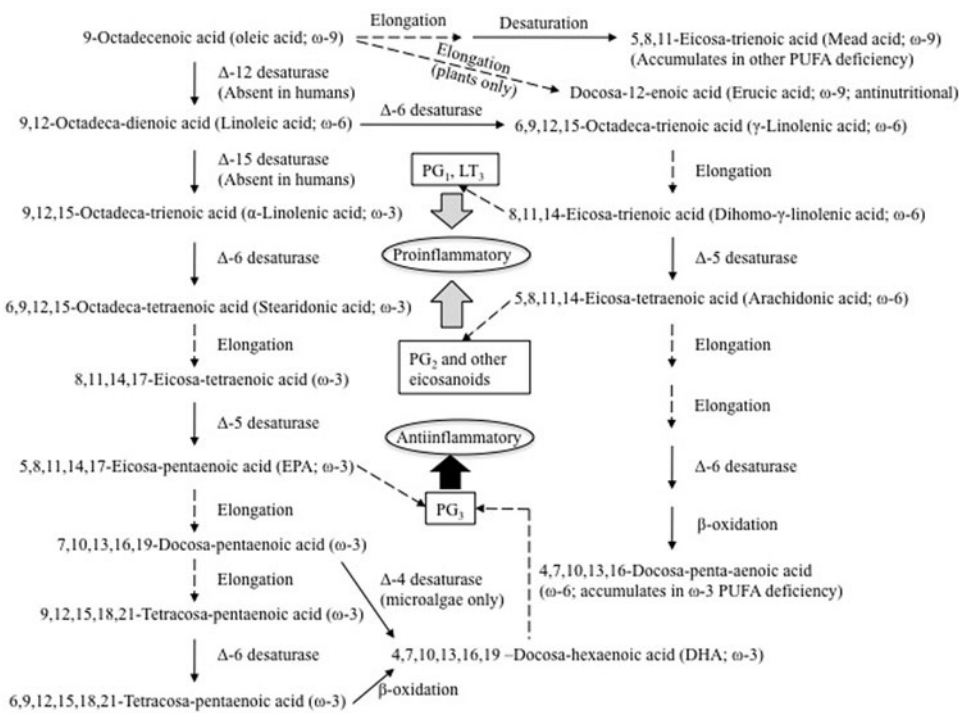 Elongation
Desaturation
9-Octadecenoic acid (oleic acid; ω-9)
5,8,11-Eicosa-trienoic acid (Mead acid; ω-9)
(Accumulates in other PUFA deficiency)
Elongation
(plants only)
Δ-12 desaturase
(Absent in humans)
Docosa-12-enoic acid (Erucic acid; ω-9; antinutritional)
9,12-Octadeca-dienoic acid (Linoleic acid; ω-6)
Δ-6 desaturase
6,9,12,15-Octadeca-trienoic acid (γ-Linolenic acid; ω-6)
Δ-15 desaturase
(Absent in humans)
PG1, LT3
Elongation
9,12,15-Octadeca-trienoic acid (α-Linolenic acid; ω-3)
8,11,14-Eicosa-trienoic acid (Dihomo-γ-linolenic acid; ω-6)
Δ-6 desaturase
Proinflammatory
Δ-5 desaturase
6,9,12,15-Octadeca-tetraenoic acid (Stearidonic acid; ω-3)
5,8,11,14-Eicosa-tetraenoic acid (Arachidonic acid; ω-6)
Elongation
PG2 and other
eicosanoids
Elongation
8,11,14,17-Eicosa-tetraenoic acid (ω-3)
Elongation
Δ-5 desaturase
Antiinflammatory
5,8,11,14,17-Eicosa-pentaenoic acid (EPA; ω-3)
Δ-6 desaturase
Elongation
PG3
β-oxidation
7,10,13,16,19-Docosa-pentaenoic acid (ω-3)
Elongation
Δ-4 desaturase
(microalgae only)
4,7,10,13,16-Docosa-penta-aenoic acid
(ω-6; accumulates in ω-3 PUFA deficiency)
9,12,15,18,21-Tetracosa-pentaenoic acid (ω-3)
Δ-6 desaturase
4,7,10,13,16,19 –Docosa-hexaenoic acid (DHA; ω-3)
β-oxidation
6,9,12,15,18,21-Tetracosa-pentaenoic acid (ω-3)